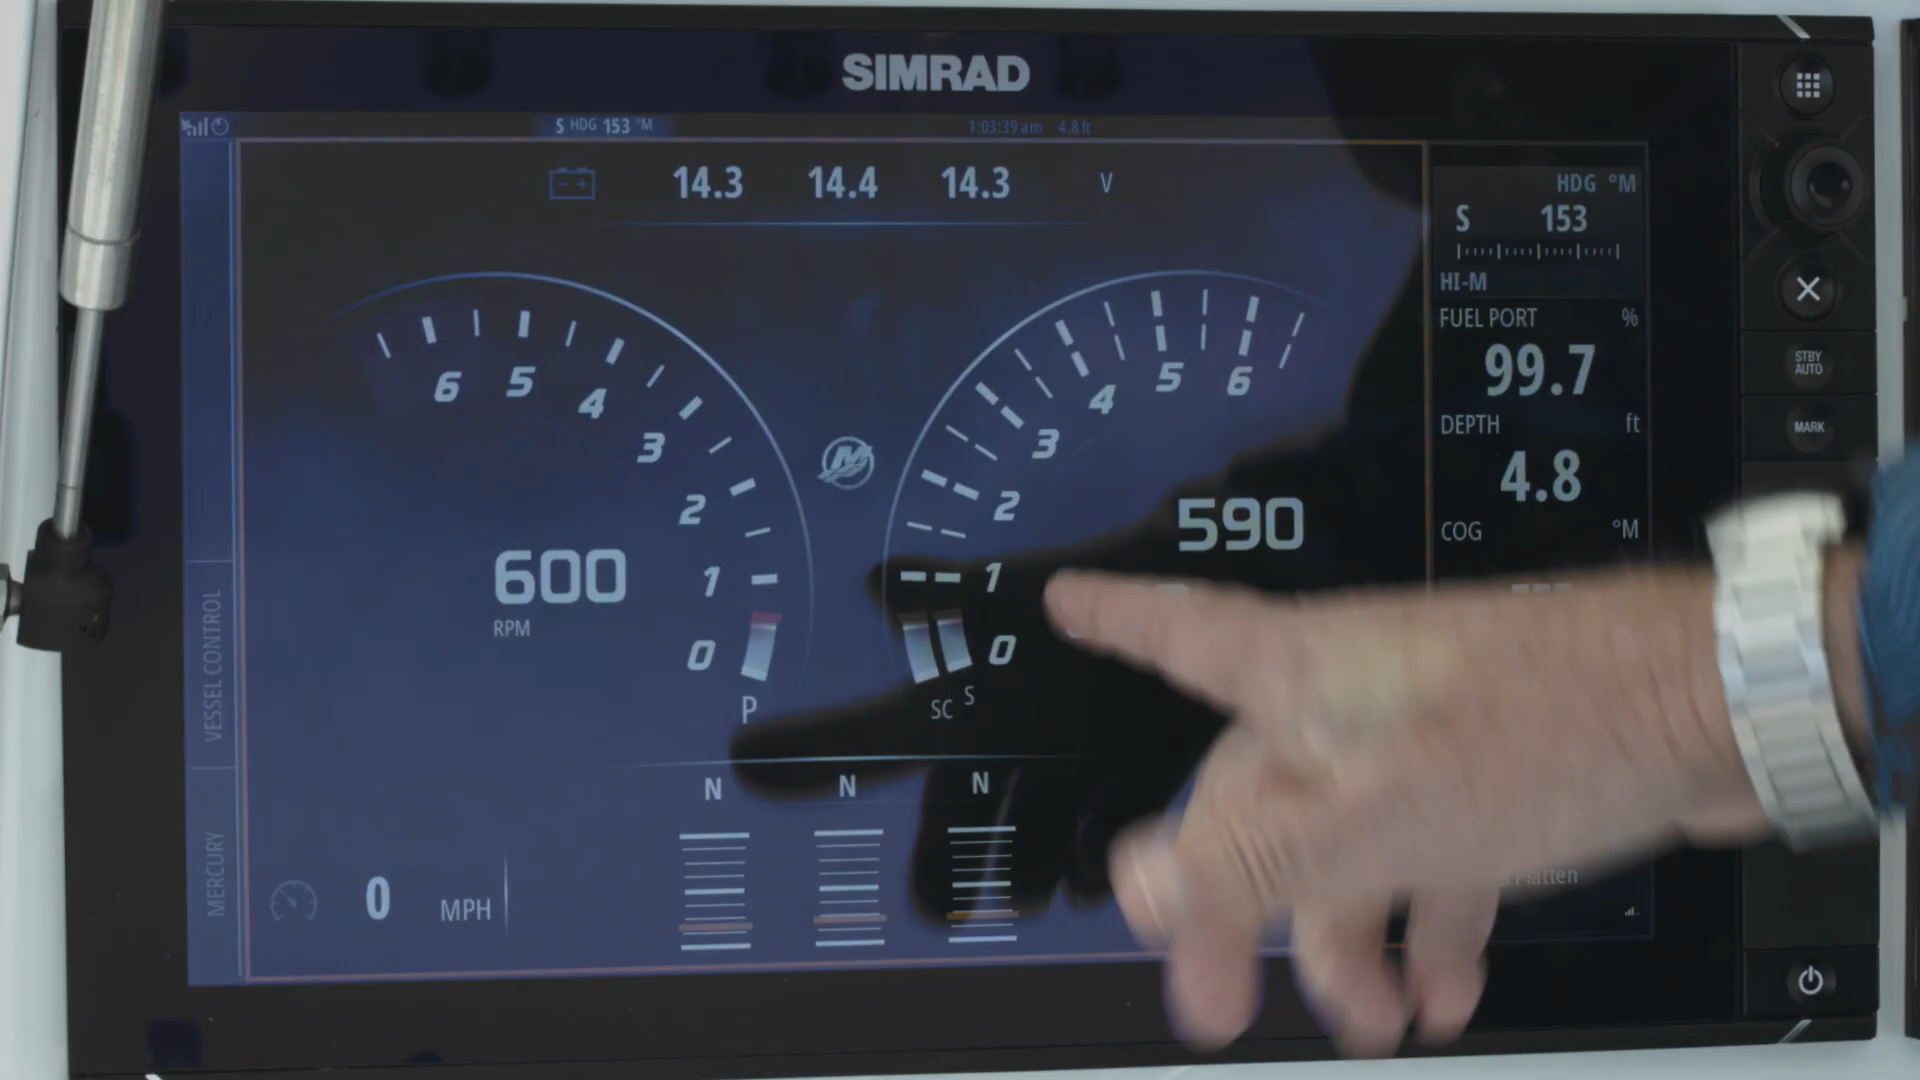 SIMRAD
S HDG 153 °M
1:03:39 am 4.8 ft
14.3 14.4 14.3 V
HDG °M
S 153
HI-M
FUEL PORT %
99.7
DEPTH ft
4.8
COG °M
STBY
AUTO
MARK
6 5 4 3 2 1 0
6 5 4 3 2 1 0
M
600
RPM
590
P
SC S
N N N
0 MPH
VESSEL CONTROL
MERCURY